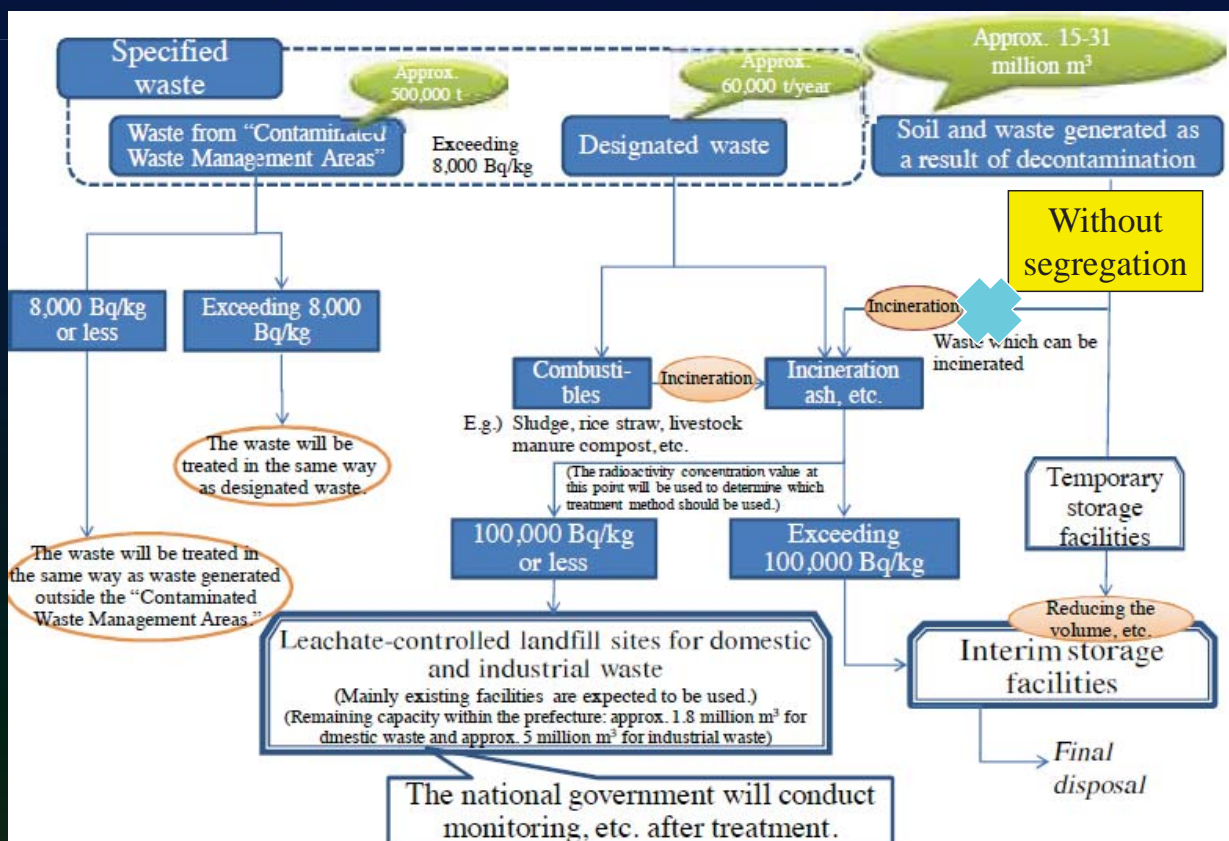 Specified
waste
Approx.
500,000 t
Approx.
60,000 t/year
Approx. 15-31
million m³
Waste from “Contaminated
Waste Management Areas”
Exceeding
8,000 Bq/kg
Designated waste
Soil and waste generated as
a result of decontamination
Without
segregation
8,000 Bq/kg
or less
Exceeding 8,000
Bq/kg
Incineration
Waste which can be
incinerated
Combusti-
bles
Incineration
Incineration
ash, etc.
E.g.) Sludge, rice straw, livestock
manure compost, etc.
The waste will be
treated in the same way
as designated waste.
(The radioactivity concentration value at
this point will be used to determine which
treatment method should be used.)
Temporary
storage
facilities
100,000 Bq/kg
or less
Exceeding
100,000 Bq/kg
The waste will be treated in
the same way as waste generated
outside the “Contaminated
Waste Management Areas.”
Reducing the
volume, etc.
Interim storage
facilities
Leachate-controlled landfill sites for domestic
and industrial waste
(Mainly existing facilities are expected to be used.)
(Remaining capacity within the prefecture: approx. 1.8 million m³ for
dmestic waste and approx. 5 million m³ for industrial waste)
Final
disposal
The national government will conduct
monitoring, etc. after treatment.